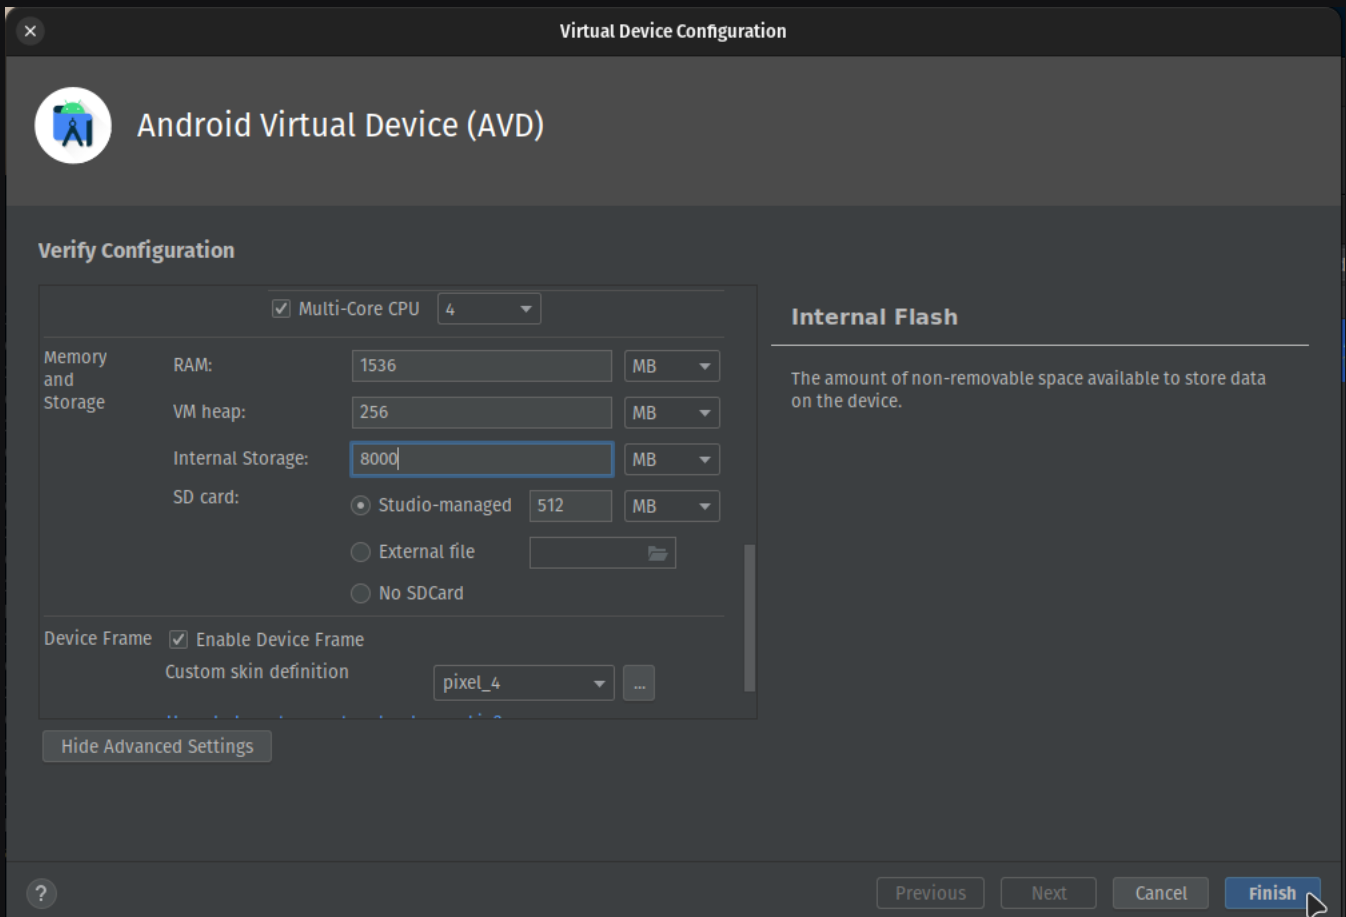 Virtual Device Configuration
Android Virtual Device (AVD)
Verify Configuration
Multi-Core CPU 4
Memory and Storage
RAM: 1536 MB
VM heap: 256 MB
Internal Storage: 8000 MB
SD card: Studio-managed 512 MB
External file
No SDCard
Device Frame Enable Device Frame
Custom skin definition pixel_4 ...
Hide Advanced Settings
Internal Flash
The amount of non-removable space available to store data
on the device.
? Previous Next Cancel Finish